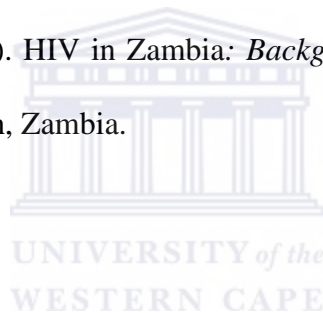 ). HIV in Zambia: Backg
, Zambia.
UNIVERSITY of the
WESTERN CAPE